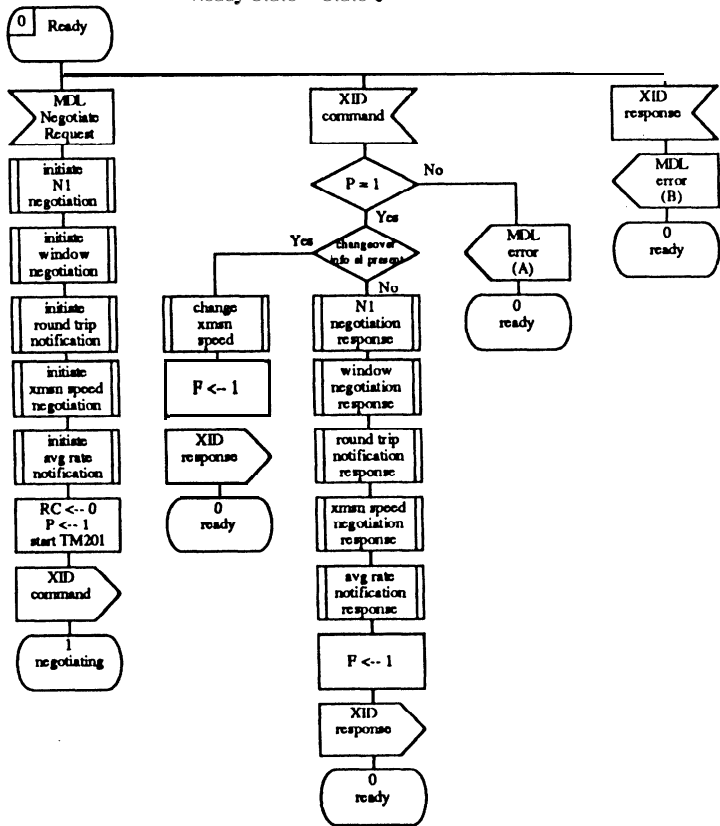 0 Ready
MDL
Negotiate
Request
initiate
N1
negotiation
initiate
window
negotiation
initiate
round trip
notification
initiate
xmsn speed
negotiation
initiate
avg rate
notification
RC <-- 0
P <-- 1
start TM201
XID
command
1
negotiating
XID
command
P = 1
No
Yes
Yes
changeover
info el present
No
change
xmsn
speed
F <-- 1
XID
response
0
ready
N1
negotiation
response
window
negotiation
response
round trip
notification
response
xmsn speed
negotiation
response
avg rate
notification
response
F <-- 1
XID
response
0
ready
MDL
error
(A)
0
ready
XID
response
MDL
error
(B)
0
ready